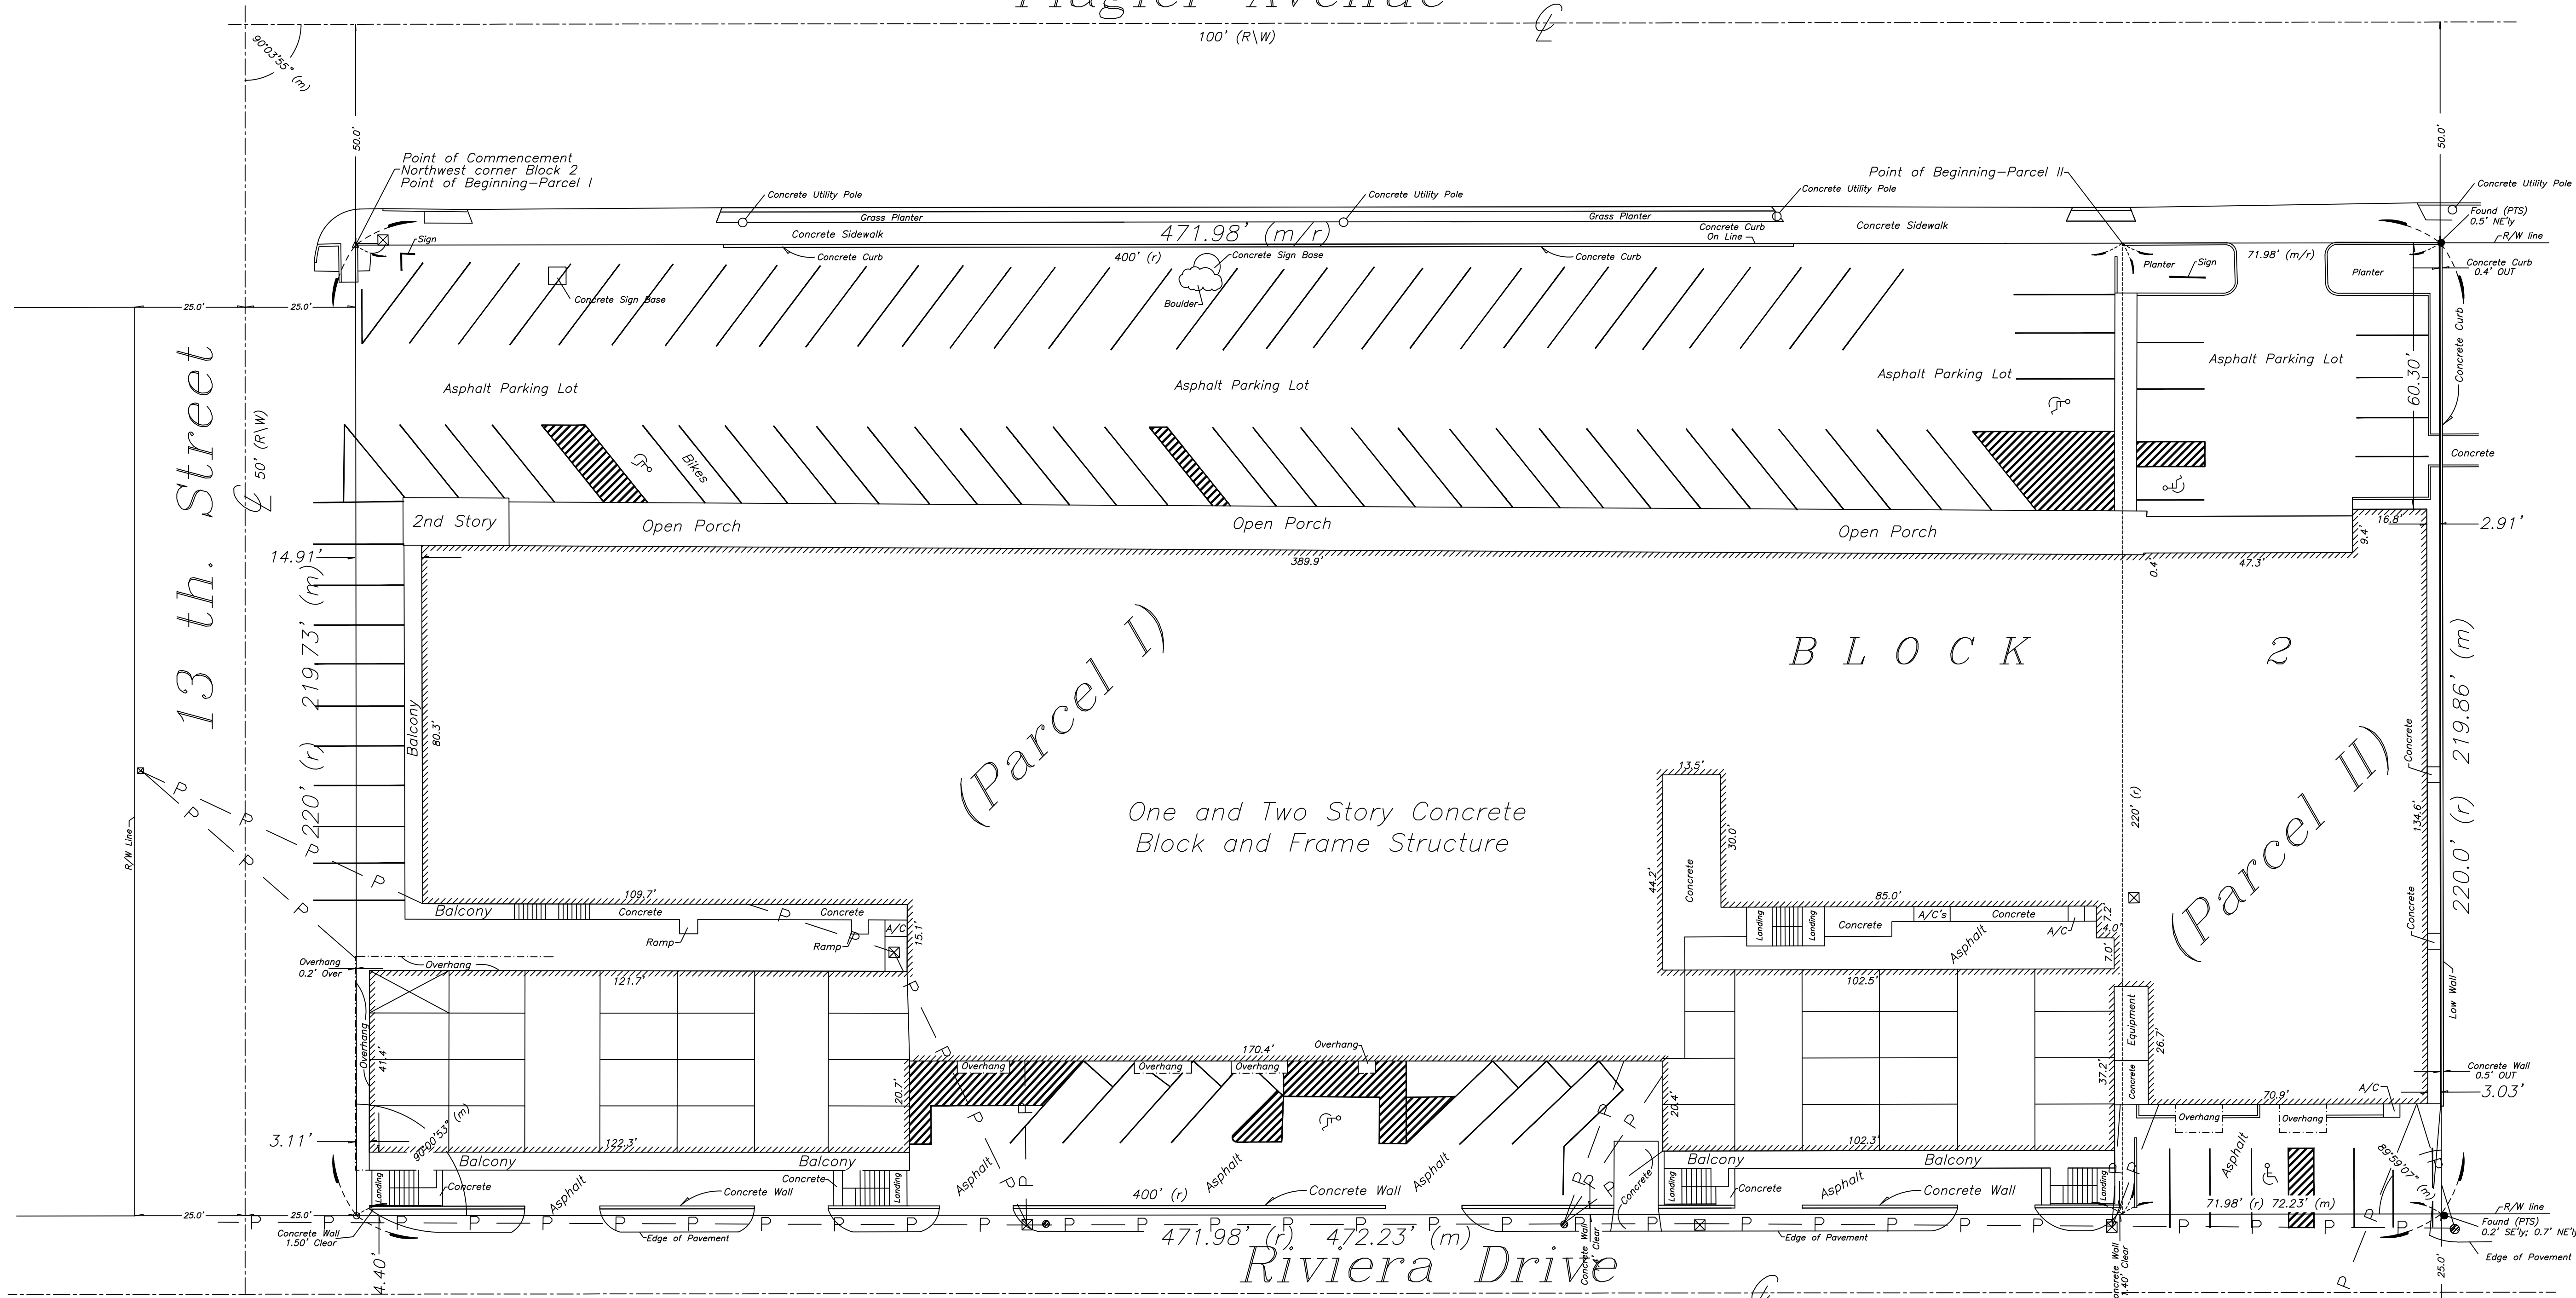 Flagler Avenue
100' (R\W)
90°03'55" (m)
50.0'
50.0'
Point of Commencement
Northwest corner Block 2
Point of Beginning-Parcel I
Point of Beginning-Parcel II
Concrete Utility Pole
Concrete Utility Pole
Concrete Utility Pole
Concrete Utility Pole
Found (PTS)
0.5' NE'ly
R/W line
Grass Planter
Grass Planter
Sign
Concrete Sidewalk
471.98' (m/r)
Concrete Curb
On Line
Concrete Sidewalk
Concrete Curb
400' (r)
Concrete Sign Base
Concrete Curb
71.98' (m/r)
Planter
Sign
Planter
Concrete Curb
0.4' OUT
Concrete Sign Base
Boulder
25.0'
25.0'
Concrete Curb
13 th. Street
50' (R\W)
Asphalt Parking Lot
Asphalt Parking Lot
Asphalt Parking Lot
Asphalt Parking Lot
60.30'
Bikes
Concrete
2nd Story
Open Porch
Open Porch
Open Porch
16.8'
2.91'
9.4'
14.91'
389.9'
0.4'
47.3'
220' (r) 219.73' (m)
Balcony
80.3'
(Parcel I)
BLOCK 2
(Parcel II)
220.0' (r) 219.86' (m)
Concrete
134.6'
220' (r)
R/W Line
P
P
P
P
P
P
P
One and Two Story Concrete
Block and Frame Structure
13.5'
30.0'
44.2'
Concrete
109.7'
Balcony
Concrete
P
Concrete
Ramp
Ramp
P
A/C
15.1'
85.0'
Landing
Landing
Concrete
A/C's
Concrete
A/C
7.2'
4.0'
7.0'
Asphalt
Concrete
Low Wall
Overhang
0.2' Over
Overhang
121.7'
P
P
102.5'
Equipment
26.7'
Concrete
37.2'
Overhang
41.4'
170.4'
Overhang
Overhang
Overhang
Overhang
20.7'
20.4'
P
P
P
P
Concrete Wall
0.5' OUT
3.03'
A/C
70.9'
Overhang
Overhang
90°00'53" (m)
3.11'
122.3'
102.3'
Balcony
Balcony
Balcony
Balcony
Landing
Concrete
Asphalt
Concrete Wall
Concrete
Landing
Asphalt
Asphalt
Asphalt
400' (r)
Concrete Wall
Concrete
Landing
Concrete
Asphalt
Concrete Wall
Landing
Asphalt
89°59'07" (m)
71.98' (r) 72.23' (m)
R/W line
Found (PTS)
0.2' SE'ly; 0.7' NE'ly
Edge of Pavement
25.0'
25.0'
P P P P P P P P P P P P P P P P P P P P P P P P P P P P P
Concrete Wall
1.50' Clear
Edge of Pavement
471.98' (r) 472.23' (m)
Edge of Pavement
Concrete Wall
Riviera Drive
4.40'
Concrete Wall
1.40' Clear
25.0'
P